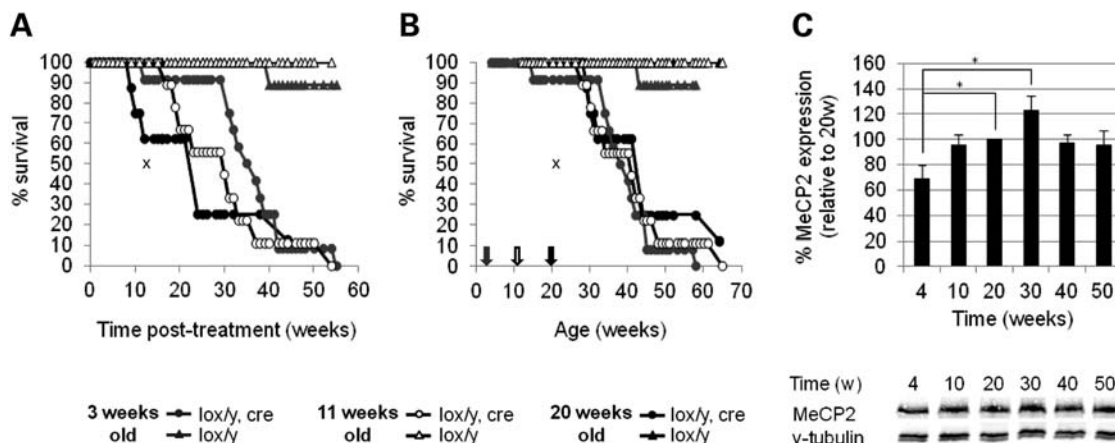 A
% survival
100
90
80
70
60
50
40
30
20
10
0
x
0 10 20 30 40 50 60
Time post-treatment (weeks)
B
% survival
100
90
80
70
60
50
40
30
20
10
0
x
0 10 20 30 40 50 60 70
Age (weeks)
C
% MeCP2 expression
(relative to 20w)
160
140
120
100
80
60
40
20
0
*
*
4 10 20 30 40 50
Time (weeks)
3 weeks old
lox/y, cre
lox/y
11 weeks old
lox/y, cre
lox/y
20 weeks old
lox/y, cre
lox/y
Time (w) 4 10 20 30 40 50
MeCP2
γ-tubulin